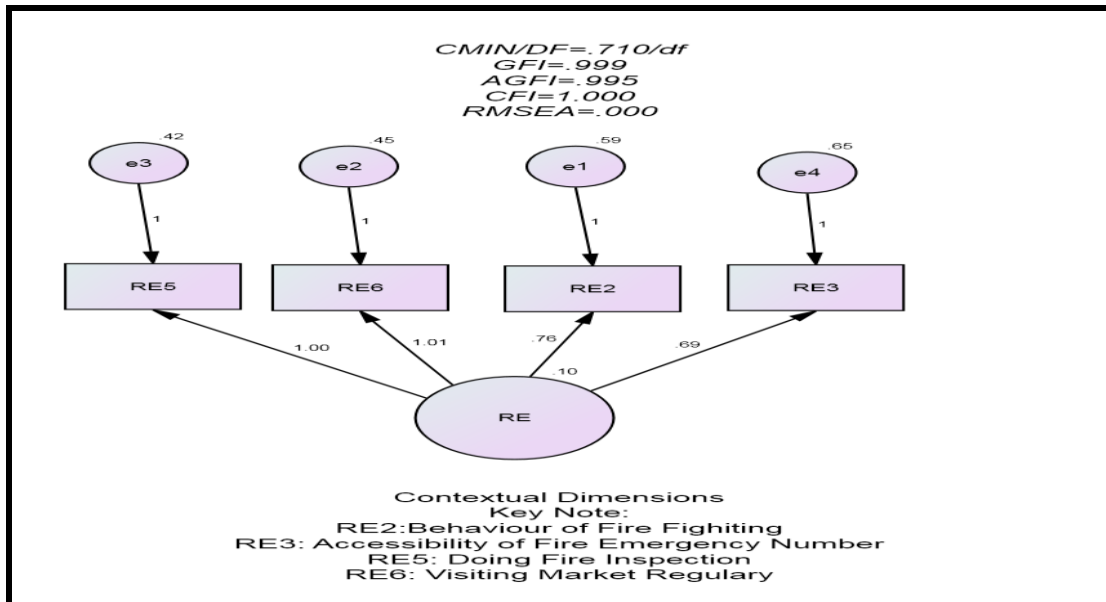 CMIN/DF=.710/df
GFI=.999
AGFI=.995
CFI=1.000
RMSEA=.000
.42 .45 .59 .65
e3 e2 e1 e4
1 1 1 1
RE5 RE6 RE2 RE3
1.00 1.01 .76 .69
.10
RE
Contextual Dimensions
Key Note:
RE2:Behaviour of Fire Fighiting
RE3: Accessibility of Fire Emergency Number
RE5: Doing Fire Inspection
RE6: Visiting Market Regulary